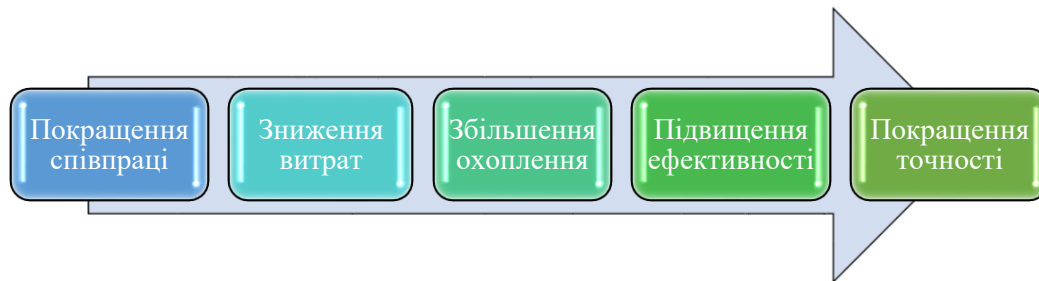 Покращення
співпраці
Зниження
витрат
Збільшення
охоплення
Підвищення
ефективності
Покращення
точності